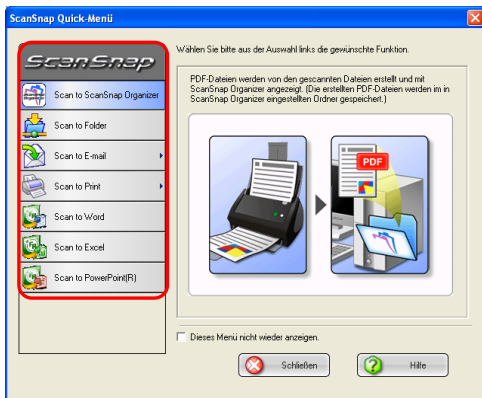 ScanSnap Quick-Menü
ScanSnap
Scan to ScanSnap Organizer
Scan to Folder
Scan to E-mail
Scan to Print
Scan to Word
Scan to Excel
Scan to PowerPoint(R)
Wählen Sie bitte aus der Auswahl links die gewünschte Funktion.
PDF-Dateien werden von den gescannten Dateien erstellt und mit
ScanSnap Organizer angezeigt. (Die erstellten PDF-Dateien werden im in
ScanSnap Organizer eingestellten Ordner gespeichert.)
PDF
Dieses Menü nicht wieder anzeigen.
Schließen
Hilfe